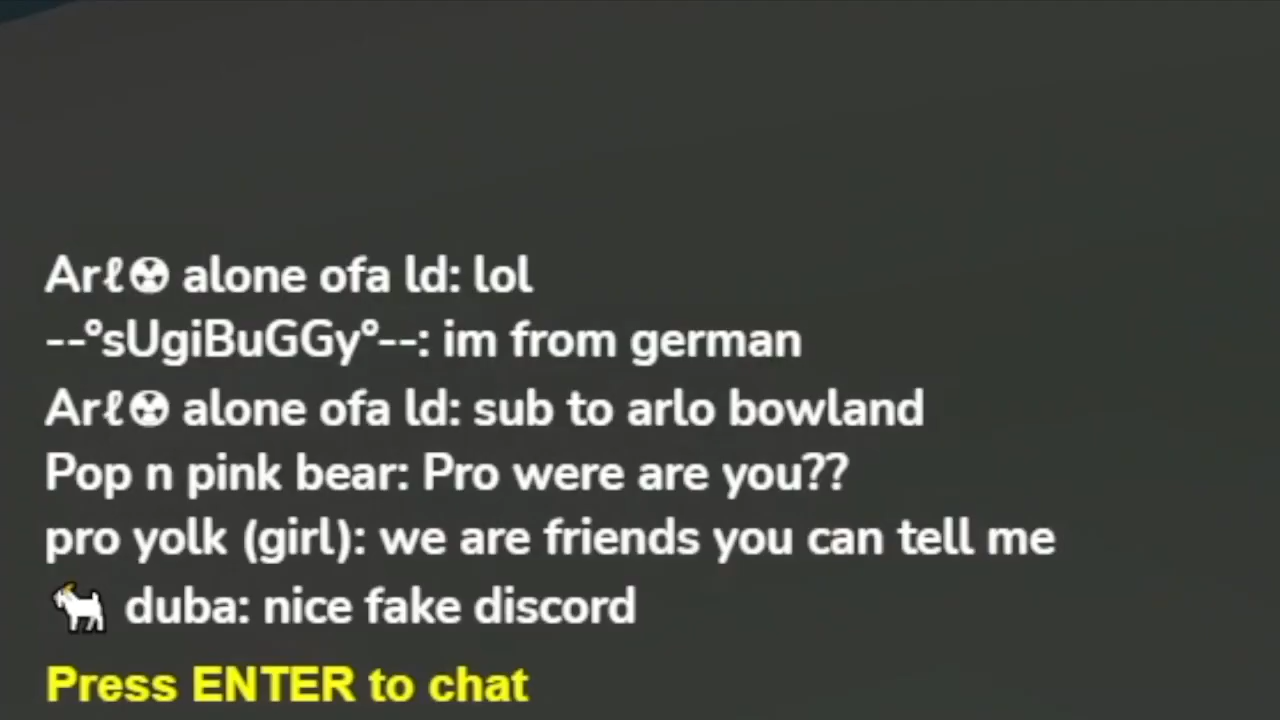 Arℓ☢ alone ofa ld: lol
--°sUgiBuGGy°--: im from german
Arℓ☢ alone ofa ld: sub to arlo bowland
Pop n pink bear: Pro were are you??
pro yolk (girl): we are friends you can tell me
🐐 duba: nice fake discord
Press ENTER to chat